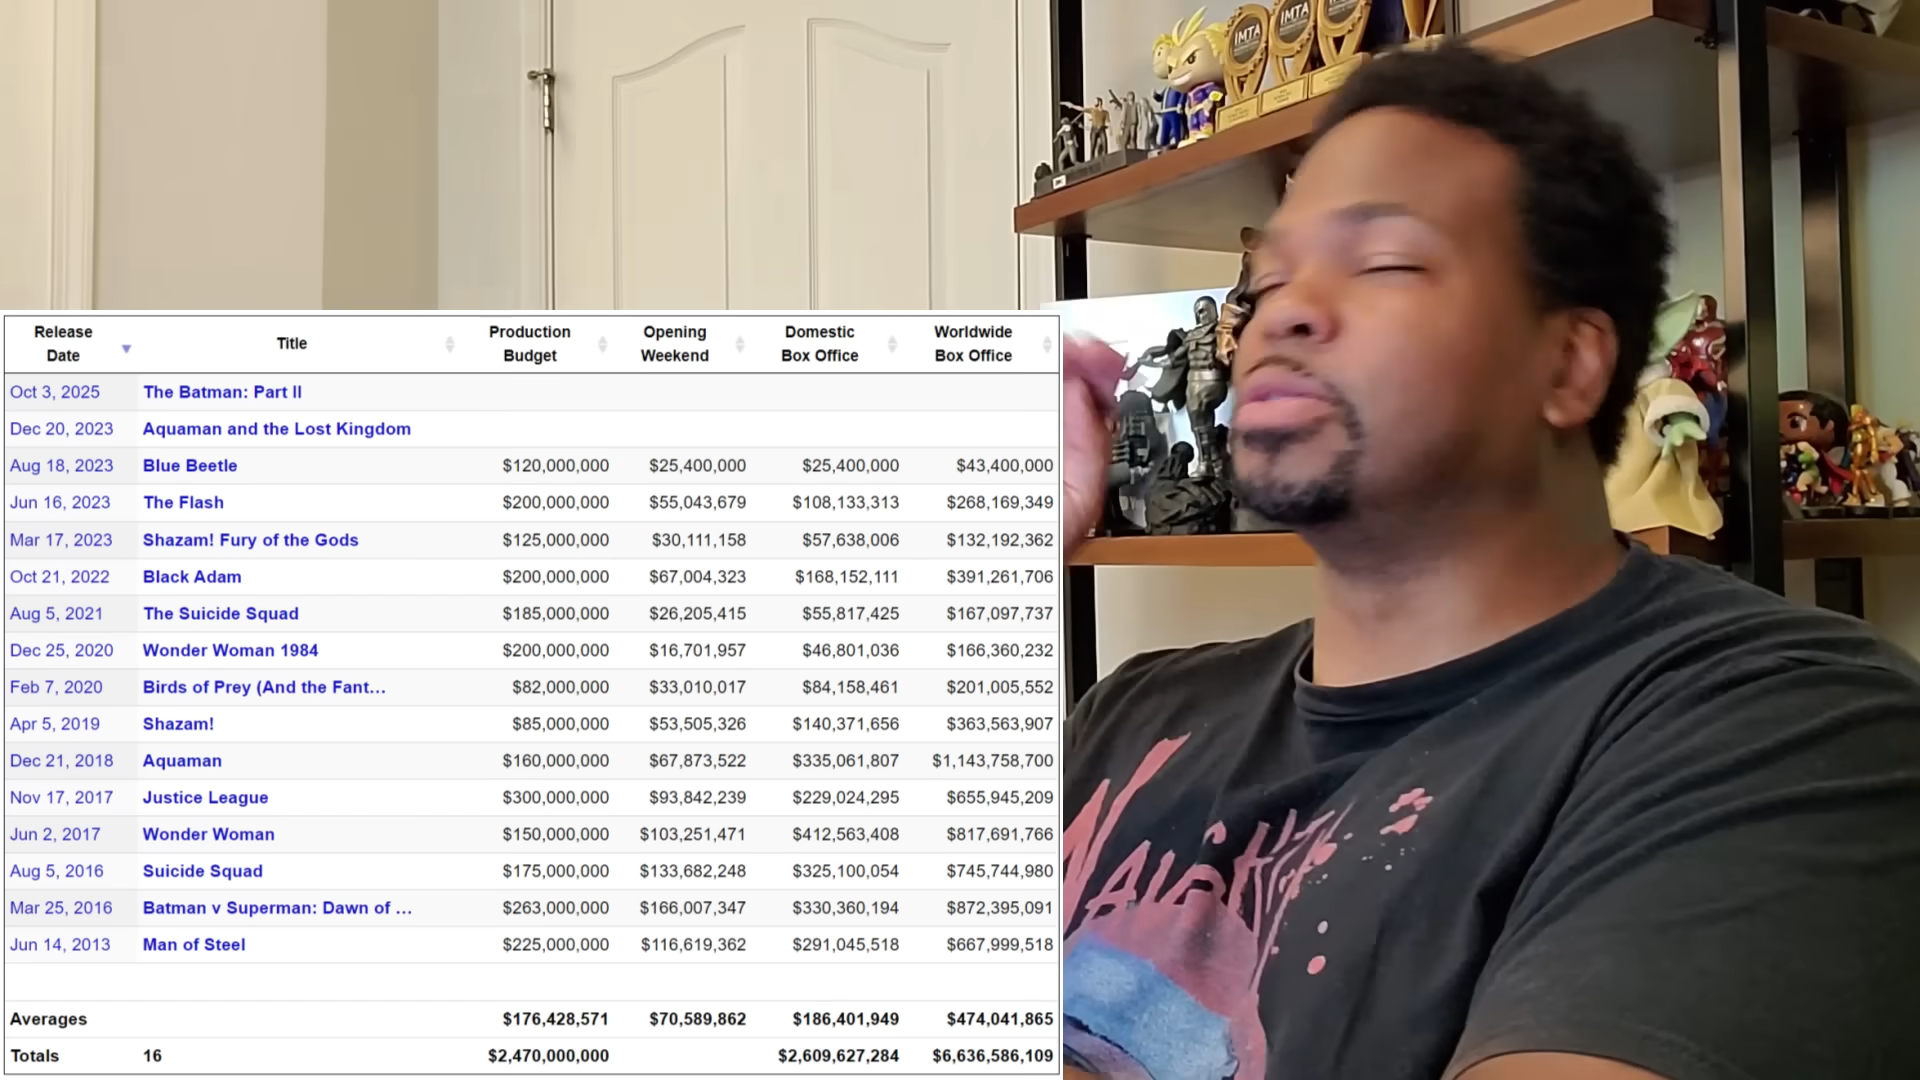 IMTA IMTA IMTA
Release Date Title Production Budget Opening Weekend Domestic Box Office Worldwide Box Office
Oct 3, 2025 The Batman: Part II
Dec 20, 2023 Aquaman and the Lost Kingdom
Aug 18, 2023 Blue Beetle $120,000,000 $25,400,000 $25,400,000 $43,400,000
Jun 16, 2023 The Flash $200,000,000 $55,043,679 $108,133,313 $268,169,349
Mar 17, 2023 Shazam! Fury of the Gods $125,000,000 $30,111,158 $57,638,006 $132,192,362
Oct 21, 2022 Black Adam $200,000,000 $67,004,323 $168,152,111 $391,261,706
Aug 5, 2021 The Suicide Squad $185,000,000 $26,205,415 $55,817,425 $167,097,737
Dec 25, 2020 Wonder Woman 1984 $200,000,000 $16,701,957 $46,801,036 $166,360,232
Feb 7, 2020 Birds of Prey (And the Fant... $82,000,000 $33,010,017 $84,158,461 $201,005,552
Apr 5, 2019 Shazam! $85,000,000 $53,505,326 $140,371,656 $363,563,907
Dec 21, 2018 Aquaman $160,000,000 $67,873,522 $335,061,807 $1,143,758,700
Nov 17, 2017 Justice League $300,000,000 $93,842,239 $229,024,295 $655,945,209
Jun 2, 2017 Wonder Woman $150,000,000 $103,251,471 $412,563,408 $817,691,766
Aug 5, 2016 Suicide Squad $175,000,000 $133,682,248 $325,100,054 $745,744,980
Mar 25, 2016 Batman v Superman: Dawn of ... $263,000,000 $166,007,347 $330,360,194 $872,395,091
Jun 14, 2013 Man of Steel $225,000,000 $116,619,362 $291,045,518 $667,999,518
Averages $176,428,571 $70,589,862 $186,401,949 $474,041,865
Totals 16 $2,470,000,000 $2,609,627,284 $6,636,586,109